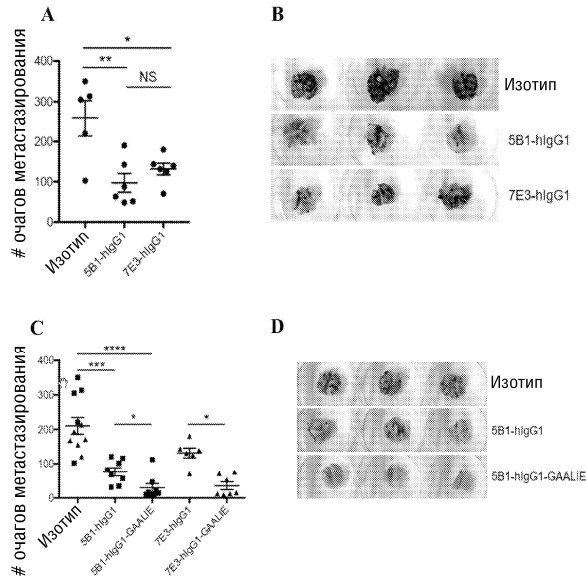 A
# очагов метастазирования
400
300
200
100
0
*
**
NS
Изотип
5B1-hIgG1
7E3-hIgG1
B
Изотип
5B1-hIgG1
7E3-hIgG1
C
# очагов метастазирования
400
300
200
100
0
****
***
*
*
Изотип
5B1-hIgG1
5B1-hIgG1-GAALIE
7E3-hIgG1
7E3-hIgG1-GAALIE
D
Изотип
5B1-hIgG1
5B1-hIgG1-GAALIE